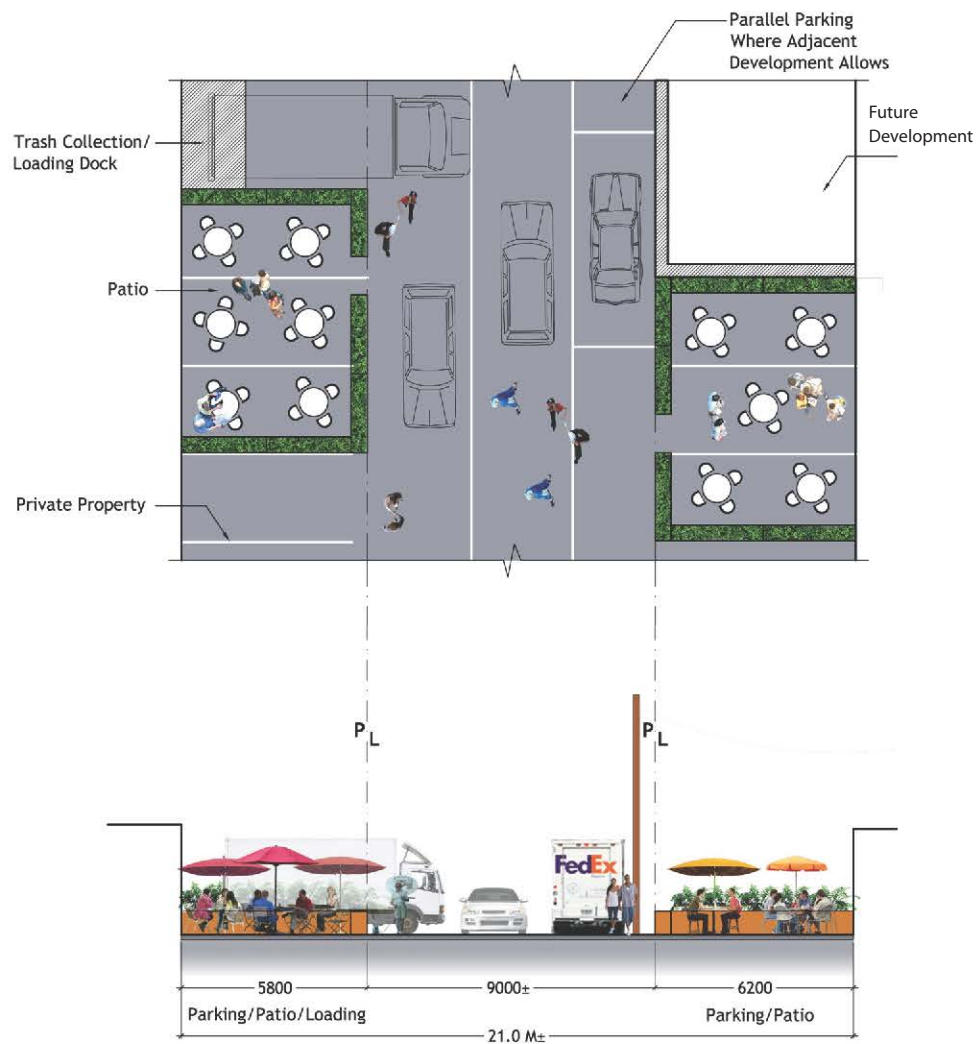 Parallel Parking
Where Adjacent
Development Allows
Future
Development
Trash Collection/
Loading Dock
Patio
Private Property
PL
PL
FedEx
5800
9000±
6200
Parking/Patio/Loading
Parking/Patio
21.0 M±